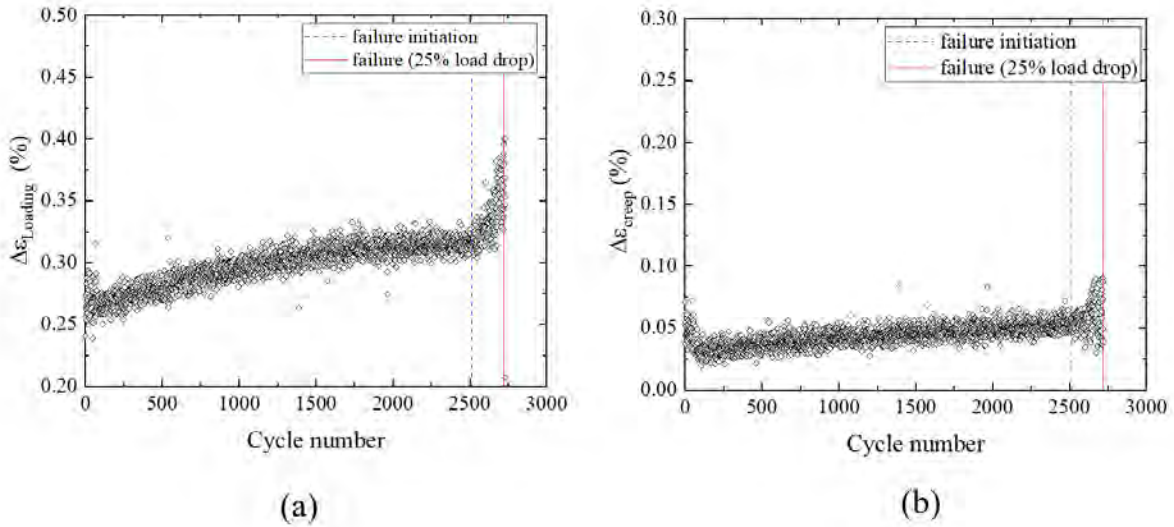 failure initiation
failure (25% load drop)
0.50
0.45
0.40
0.35
0.30
0.25
0.20
ΔεLoading (%)
0 500 1000 1500 2000 2500 3000
Cycle number
(a)
failure initiation
failure (25% load drop)
0.30
0.25
0.20
0.15
0.10
0.05
0.00
Δεcreep (%)
0 500 1000 1500 2000 2500 3000
Cycle number
(b)